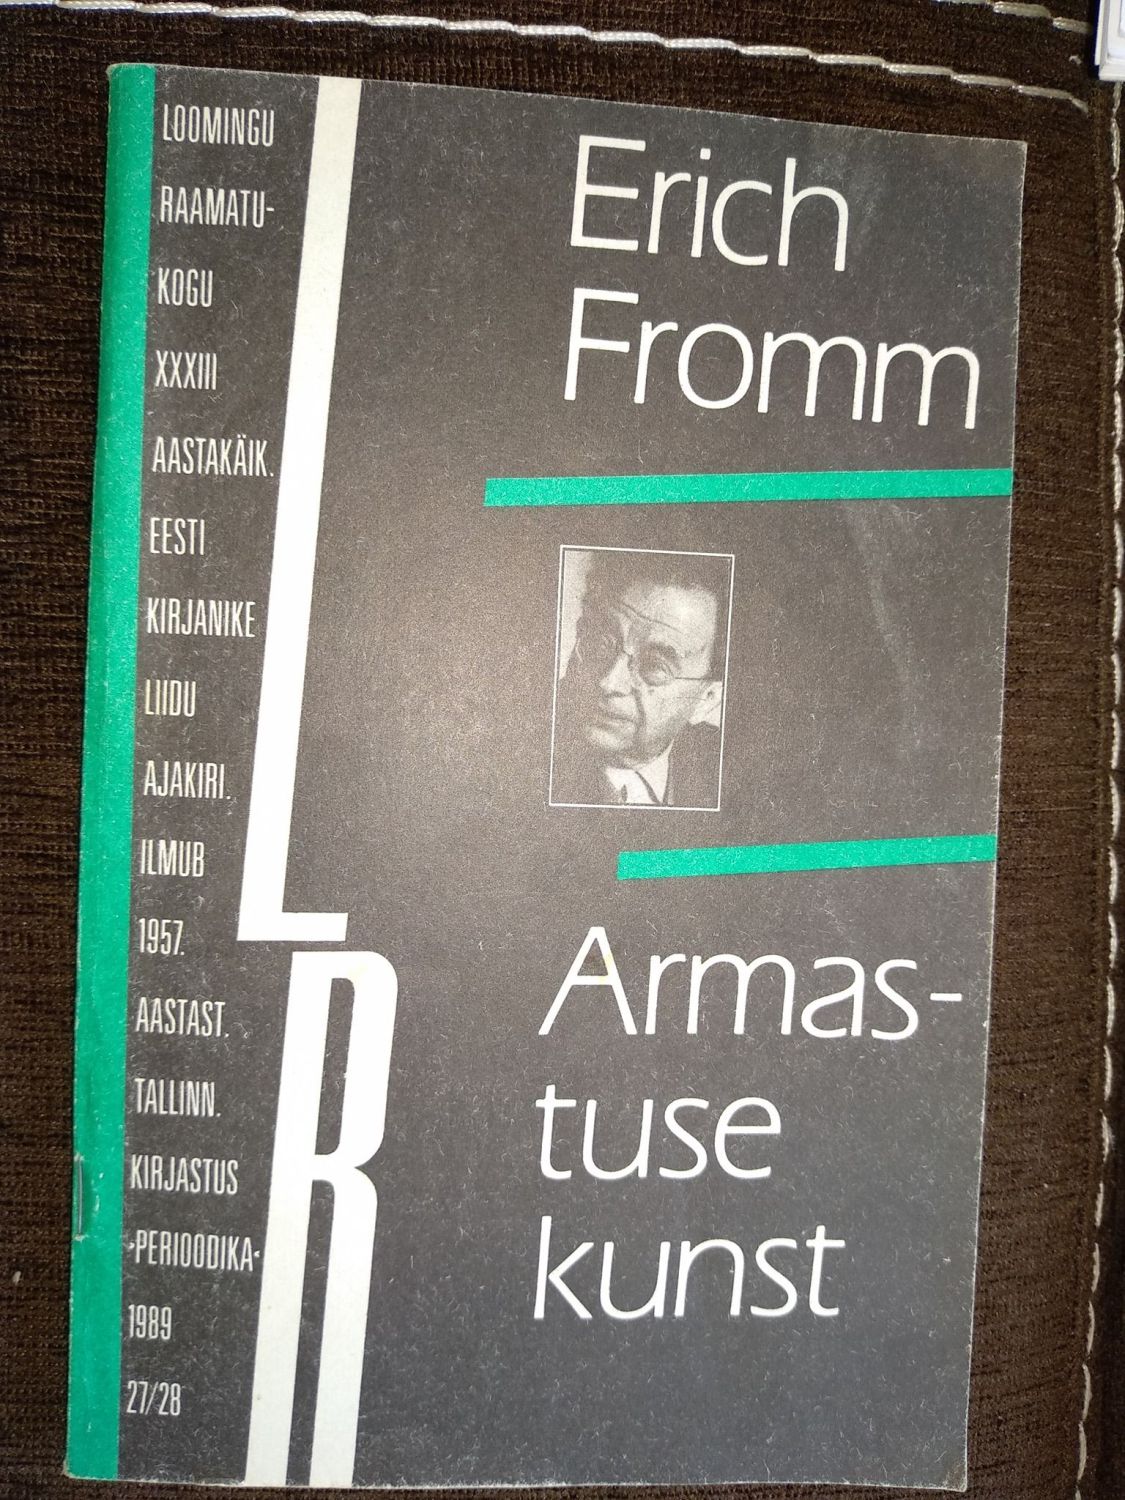 LOOMINGU
RAAMATU-
KOGU
XXXIII
AASTAKÄIK.
EESTI
KIRJANIKE
LIIDU
AJAKIRI.
ILMUB
1957.
AASTAST.
TALLINN.
KIRJASTUS
›PERIOODIKA‹
1989
27/28
LR
Erich
Fromm
Armas-
tuse
kunst